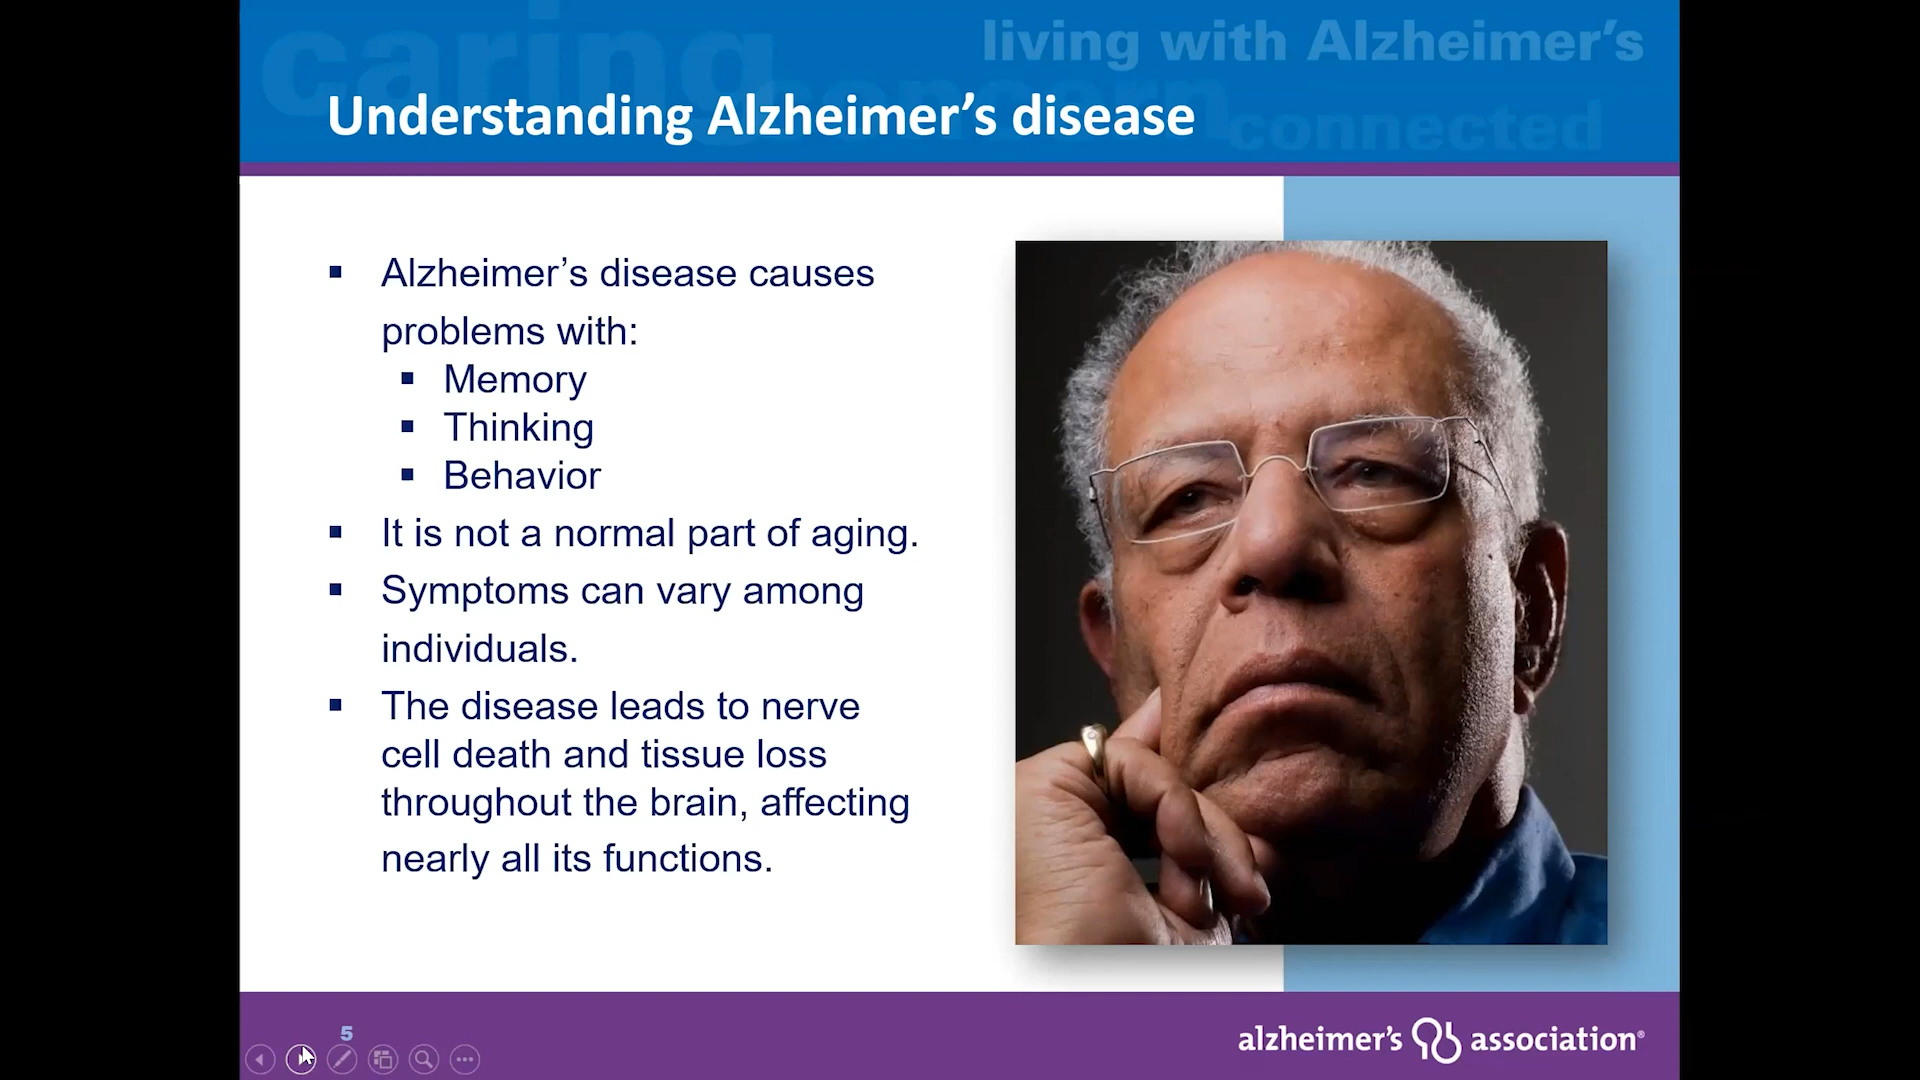 caring
living with Alzheimer's
concern
connected
Understanding Alzheimer's disease
▪ Alzheimer's disease causes
problems with:
▪ Memory
▪ Thinking
▪ Behavior
▪ It is not a normal part of aging.
▪ Symptoms can vary among
individuals.
▪ The disease leads to nerve
cell death and tissue loss
throughout the brain, affecting
nearly all its functions.
5
alzheimer's association®